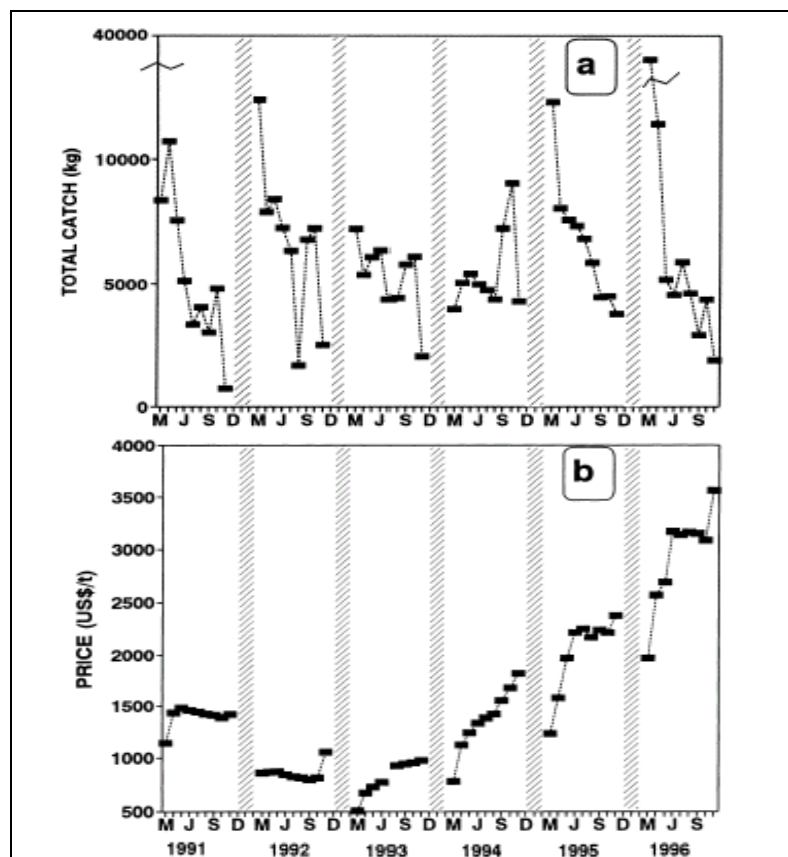 40000
a
10000
TOTAL CATCH (kg)
5000
0
M J S D M J S D M J S D M J S D M J S D M J S
4000
b
3500
3000
PRICE (US$/t)
2500
2000
1500
1000
500
M J S D M J S D M J S D M J S D M J S D M J S
1991 1992 1993 1994 1995 1996